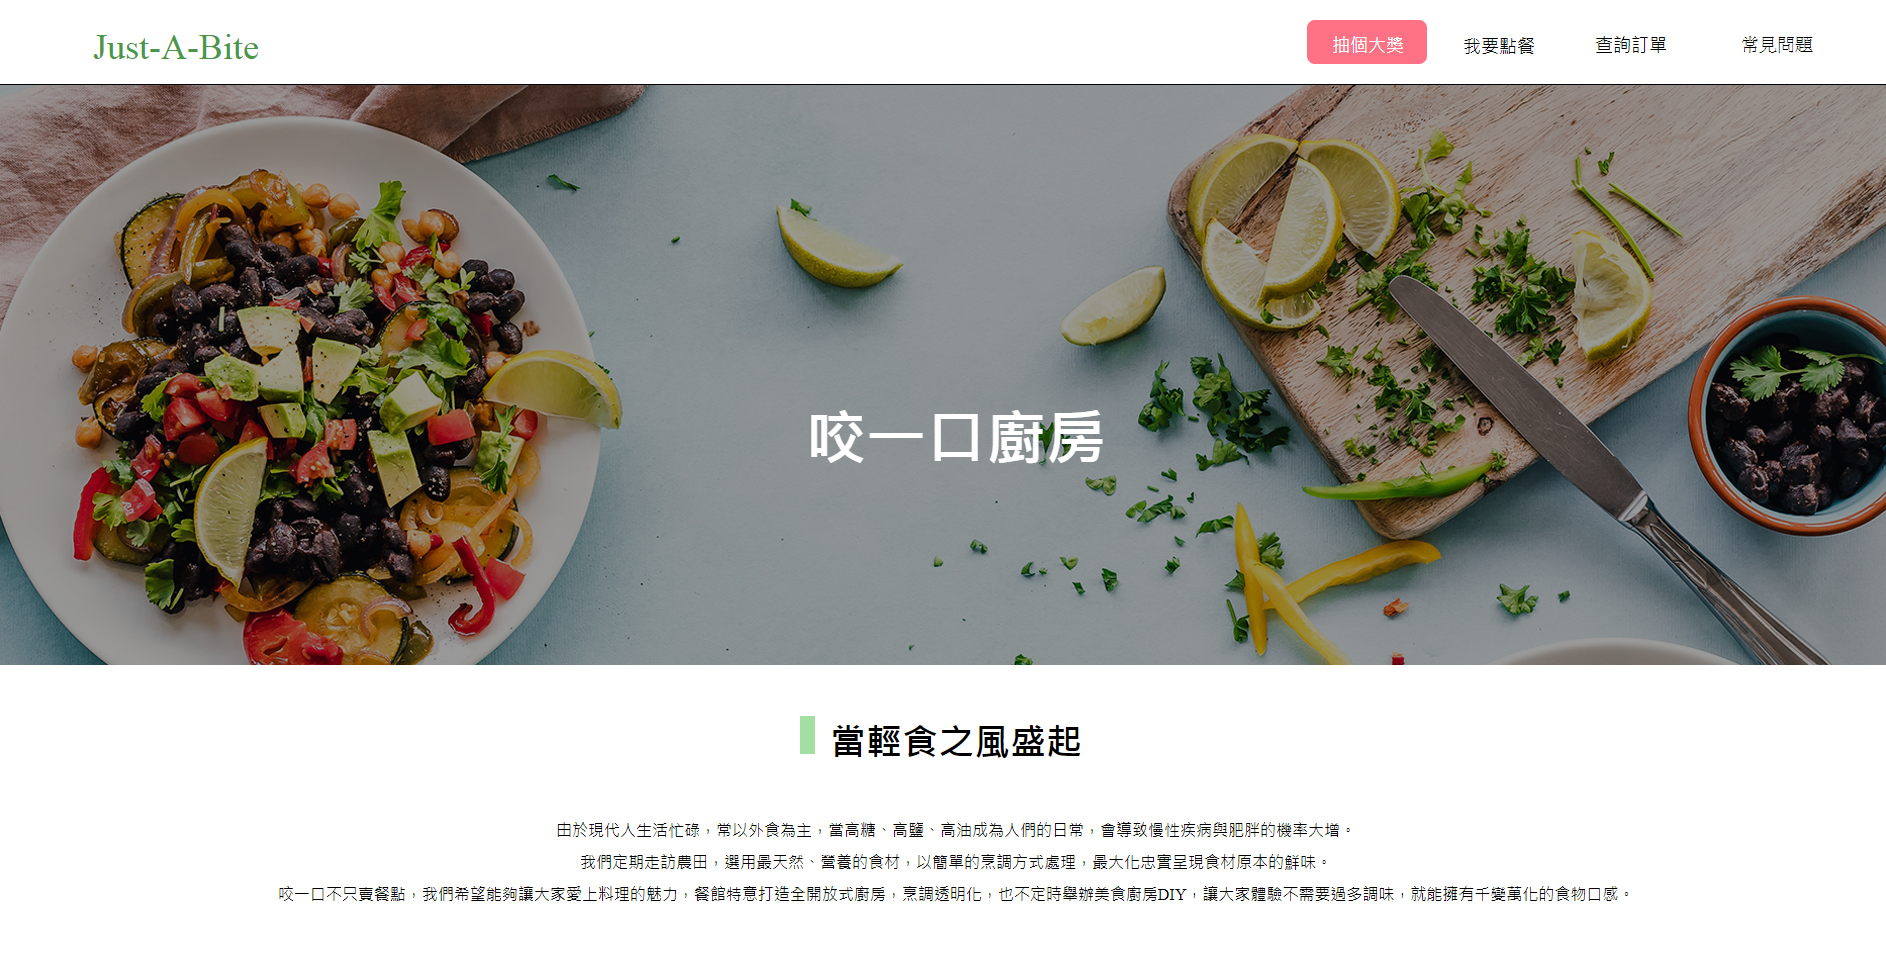 Just-A-Bite
抽個大獎
我要點餐
查詢訂單
常見問題
咬一口廚房
當輕食之風盛起
由於現代人生活忙碌，常以外食為主，當高糖、高鹽、高油成為人們的日常，會導致慢性疾病與肥胖的機率大增。
我們定期走訪農田，選用最天然、營養的食材，以簡單的烹調方式處理，最大化忠實呈現食材原本的鮮味。
咬一口不只賣餐點，我們希望能夠讓大家愛上料理的魅力，餐館特意打造全開放式廚房，烹調透明化，也不定時舉辦美食廚房DIY，讓大家體驗不需要過多調味，就能擁有千變萬化的食物口感。